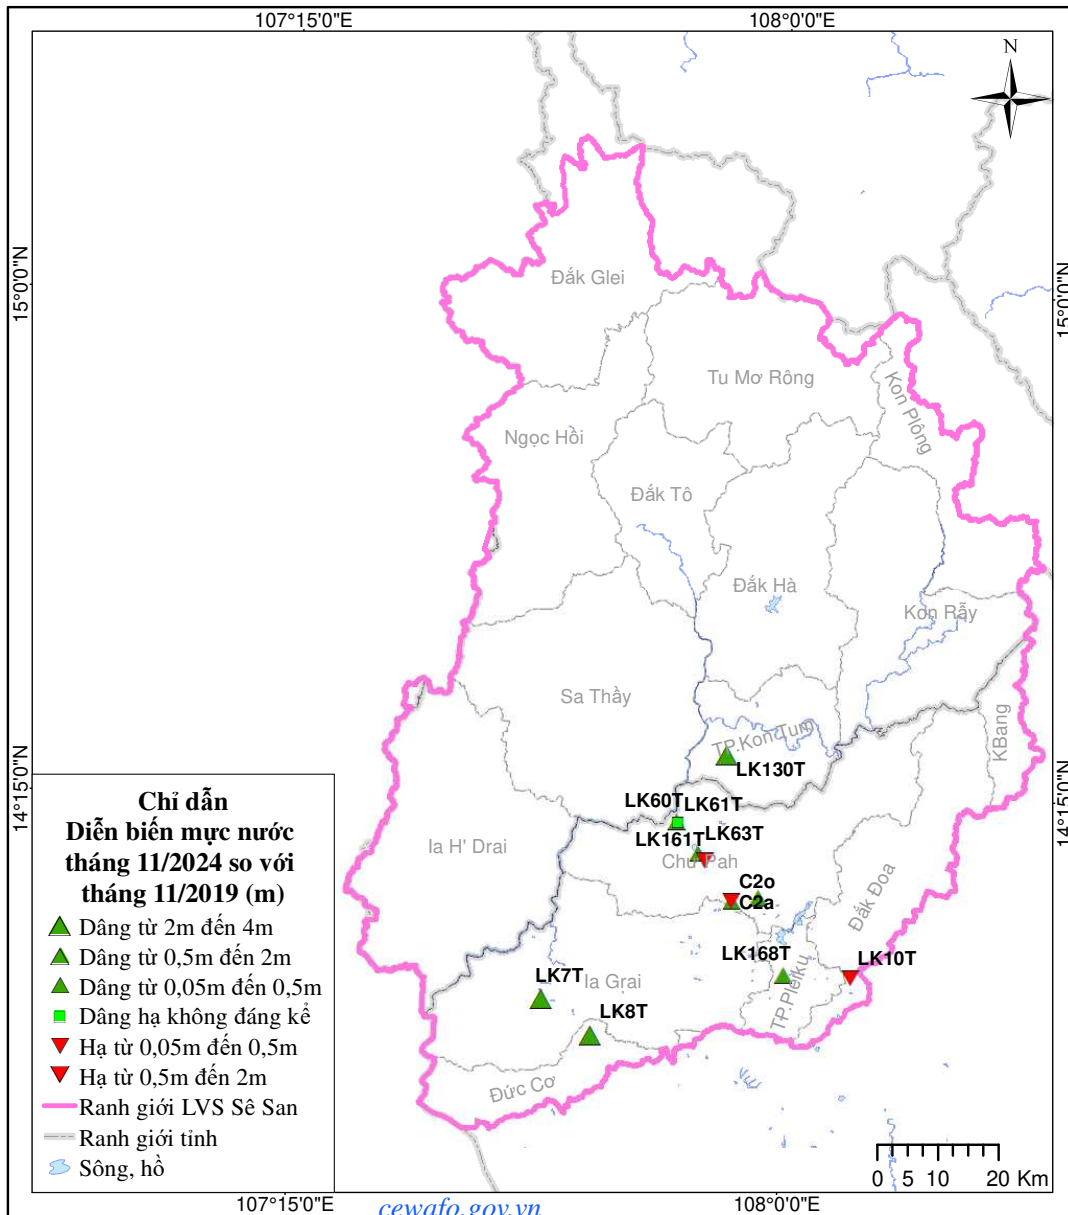 107°15'0"E
108°0'0"E
N
15°0'0"N
15°0'0"N
Đắk Glei
Tu Mơ Rông
Kon Plông
Ngọc Hồi
Đắk Tô
Đắk Hà
Kon Rẫy
Sa Thầy
TP.Kon Tum
KBang
LK130T
14°15'0"N
14°15'0"N
LK60T
LK61T
LK161T
LK63T
Ia H' Drai
Chư Pah
C2o
C2a
Đắk Đoa
LK168T
LK10T
LK7T
Ia Grai
TP.Pleiku
LK8T
Đức Cơ
Chỉ dẫn
Diễn biến mực nước
tháng 11/2024 so với
tháng 11/2019 (m)
Dâng từ 2m đến 4m
Dâng từ 0,5m đến 2m
Dâng từ 0,05m đến 0,5m
Dâng hạ không đáng kể
Hạ từ 0,05m đến 0,5m
Hạ từ 0,5m đến 2m
Ranh giới LVS Sê San
Ranh giới tỉnh
Sông, hồ
0 5 10 20 Km
107°15'0"E
108°0'0"E
cewafo.gov.vn